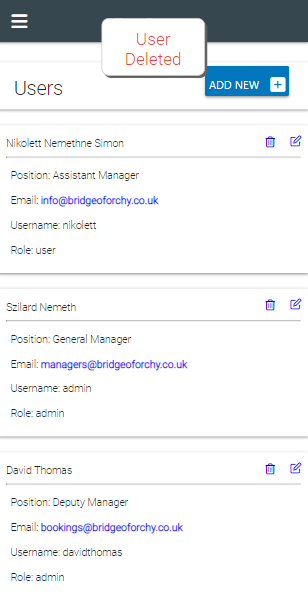 User
Deleted
Users
ADD NEW
Nikolett Nemethne Simon
Position: Assistant Manager
Email: info@bridgeoforchy.co.uk
Username: nikolett
Role: user
Szilard Nemeth
Position: General Manager
Email: managers@bridgeoforchy.co.uk
Username: admin
Role: admin
David Thomas
Position: Deputy Manager
Email: bookings@bridgeoforchy.co.uk
Username: davidthomas
Role: admin